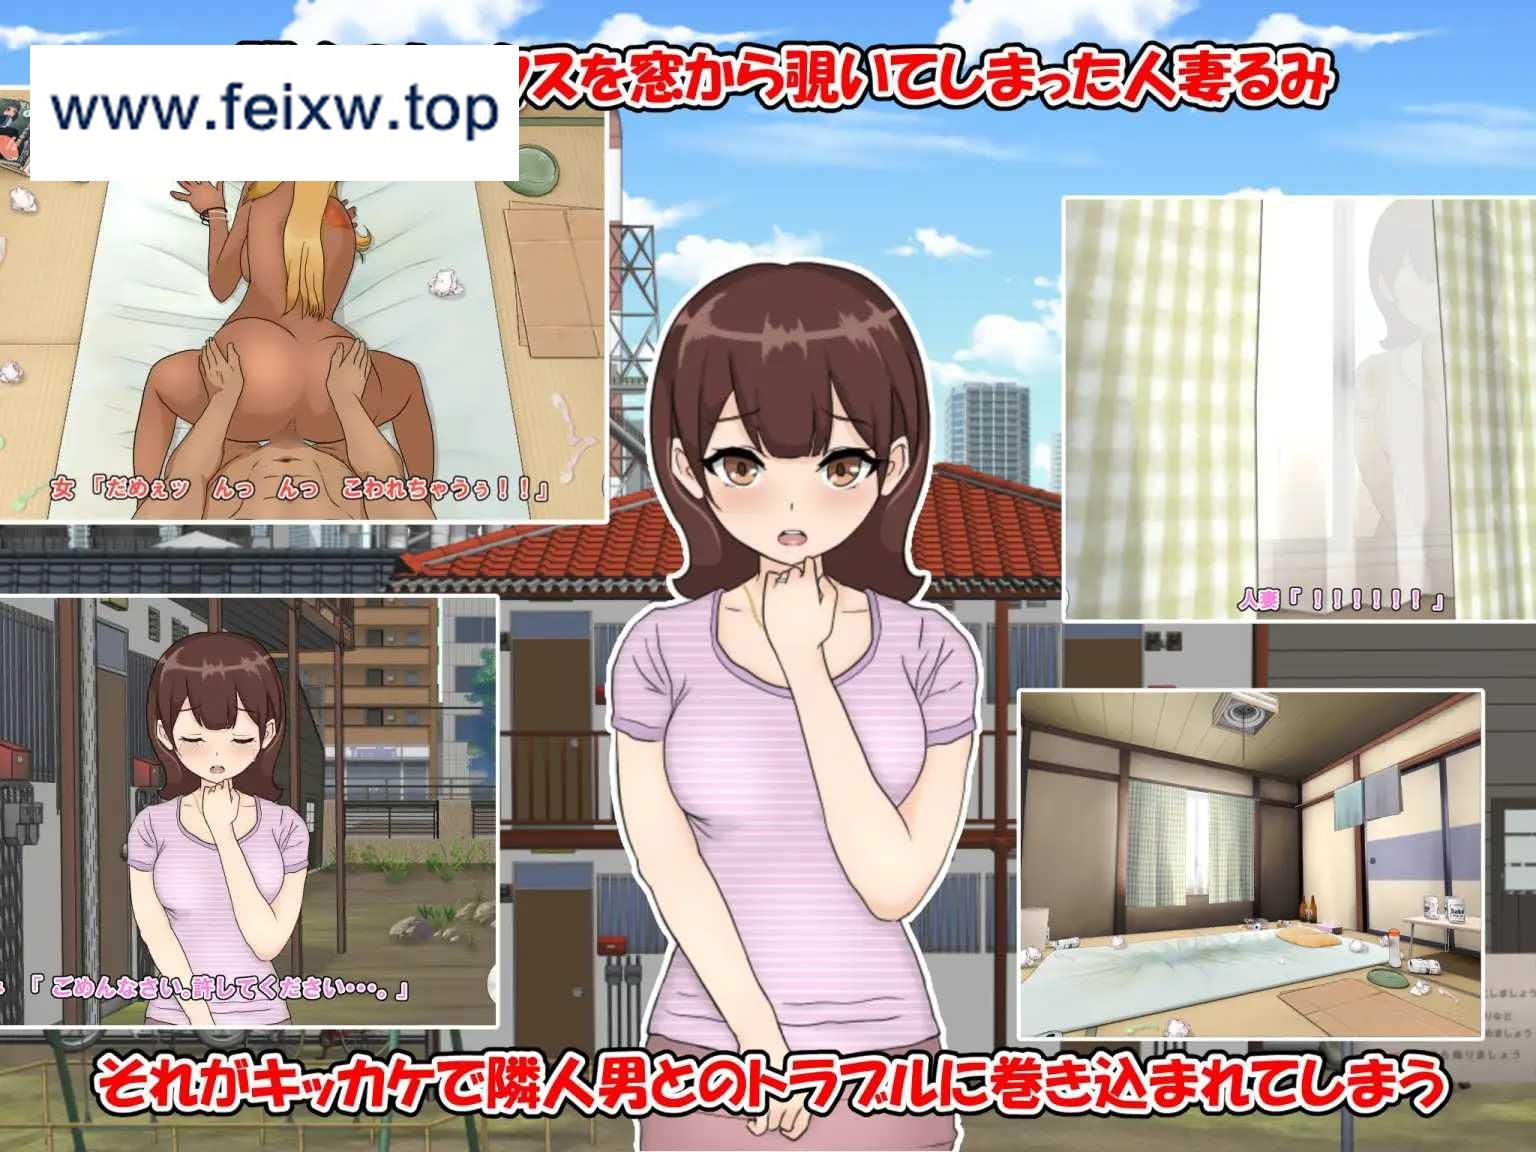 クスを窓から覗いてしまった人妻るみ
www.feixw.top
女「だめぇッ　んっ　んっ　こわれちゃうぅ！！」
人妻「！！！！！！」
「ごめんなさい。許してください・・・。」
それがキッカケで隣人男とのトラブルに巻き込まれてしまう